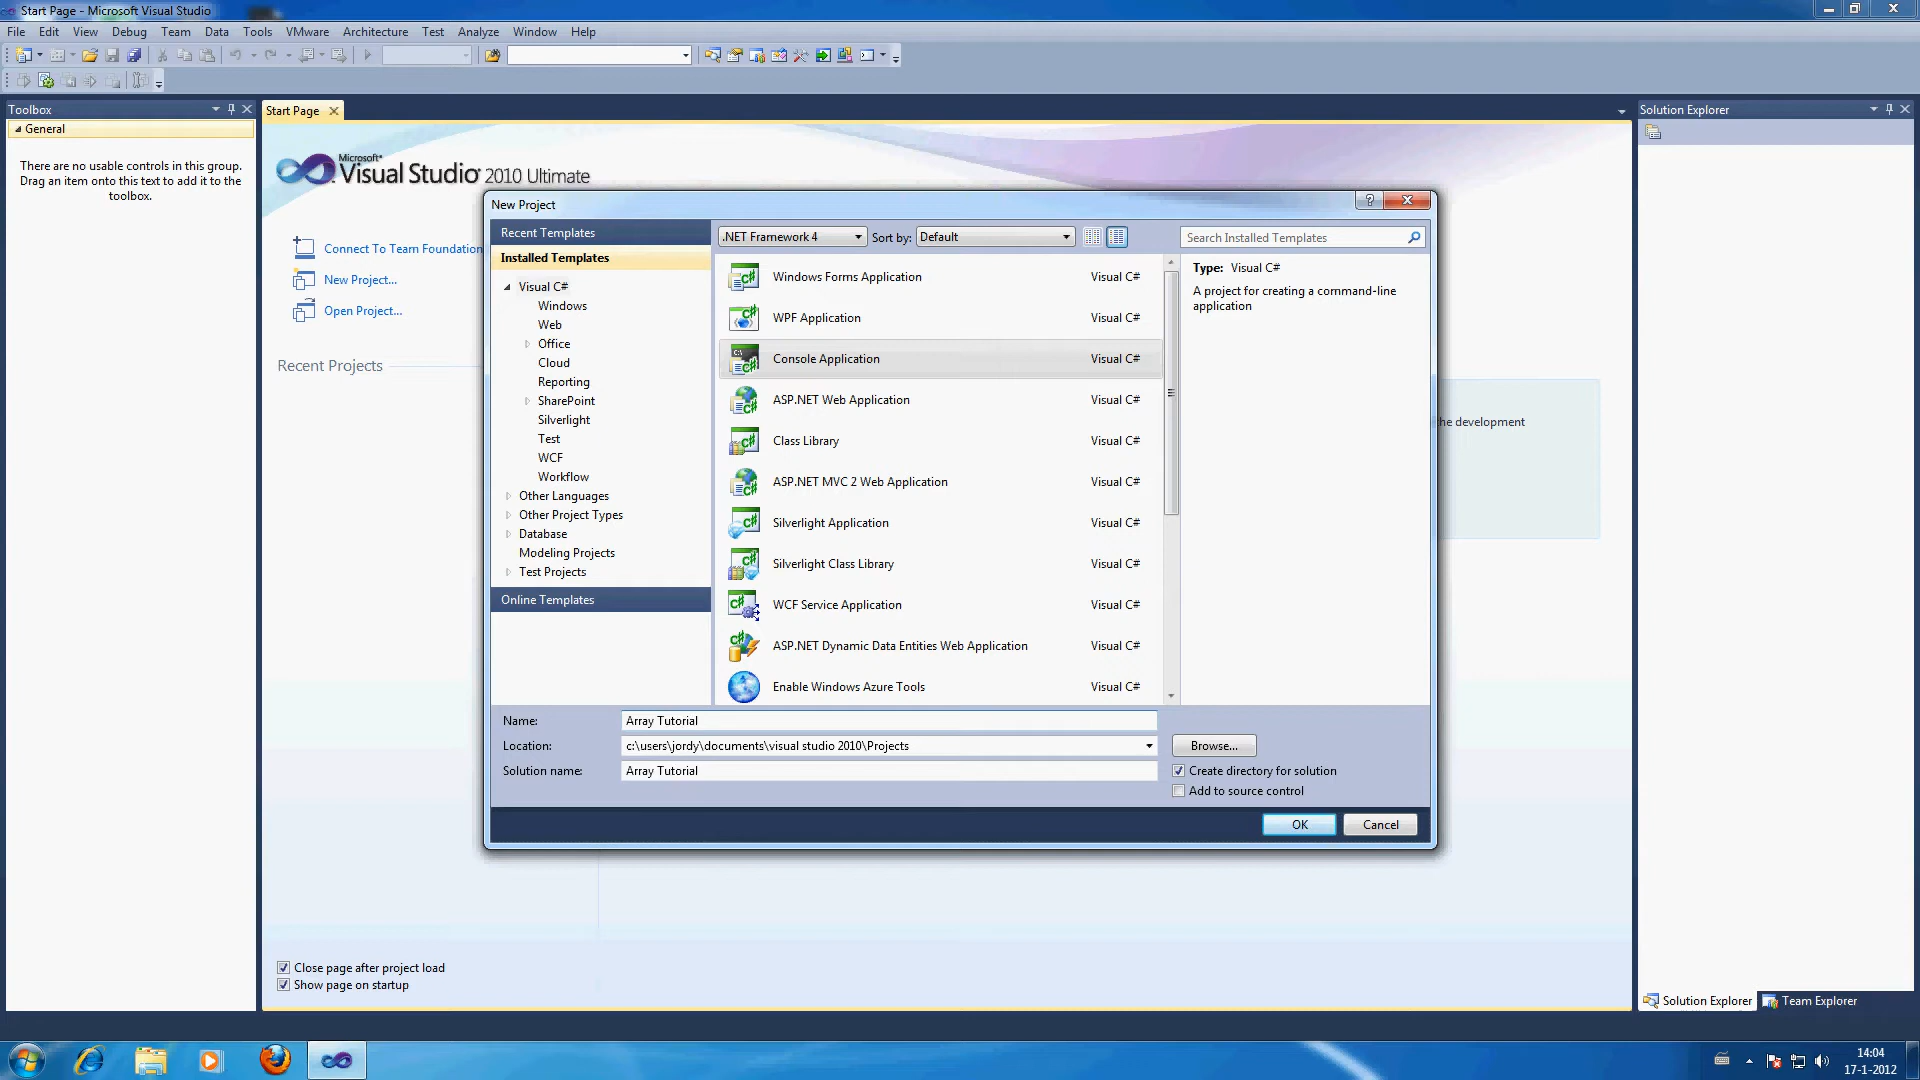 Start Page - Microsoft Visual Studio
File Edit View Debug Team Data Tools VMware Architecture Test Analyze Window Help
Toolbox
Start Page
Solution Explorer
General
There are no usable controls in this group.
Drag an item onto this text to add it to the
toolbox.
Microsoft®
Visual Studio® 2010 Ultimate
Connect To Team Foundation
New Project...
Open Project...
Recent Projects
he development
New Project
Recent Templates
.NET Framework 4 Sort by: Default
Search Installed Templates
Installed Templates
Visual C#
Windows
Web
Office
Cloud
Reporting
SharePoint
Silverlight
Test
WCF
Workflow
Other Languages
Other Project Types
Database
Modeling Projects
Test Projects
Online Templates
Windows Forms Application Visual C#
WPF Application Visual C#
Console Application Visual C#
ASP.NET Web Application Visual C#
Class Library Visual C#
ASP.NET MVC 2 Web Application Visual C#
Silverlight Application Visual C#
Silverlight Class Library Visual C#
WCF Service Application Visual C#
ASP.NET Dynamic Data Entities Web Application Visual C#
Enable Windows Azure Tools Visual C#
Type: Visual C#
A project for creating a command-line
application
Name: Array Tutorial
Location: c:\users\jordy\documents\visual studio 2010\Projects Browse...
Solution name: Array Tutorial
Create directory for solution
Add to source control
OK Cancel
Close page after project load
Show page on startup
Solution Explorer Team Explorer
14:04
17-1-2012